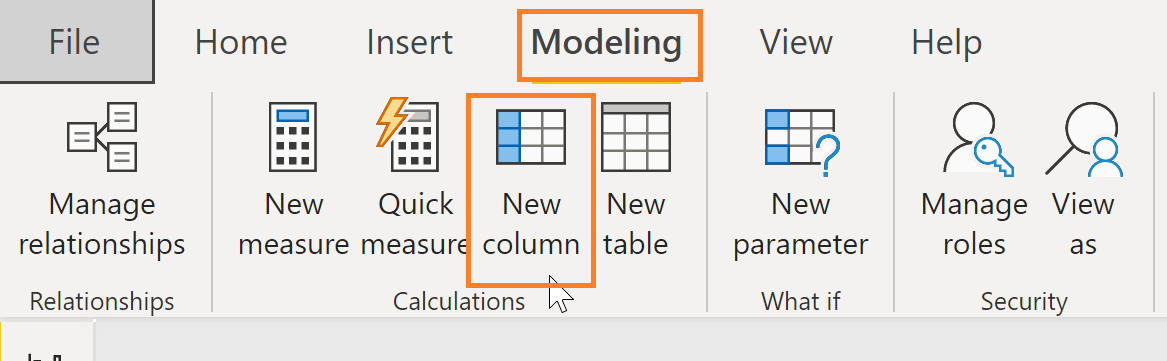 File Home Insert Modeling View Help
Manage relationships
New measure
Quick measure
New column
New table
New parameter
Manage roles
View as
Relationships
Calculations
What if
Security